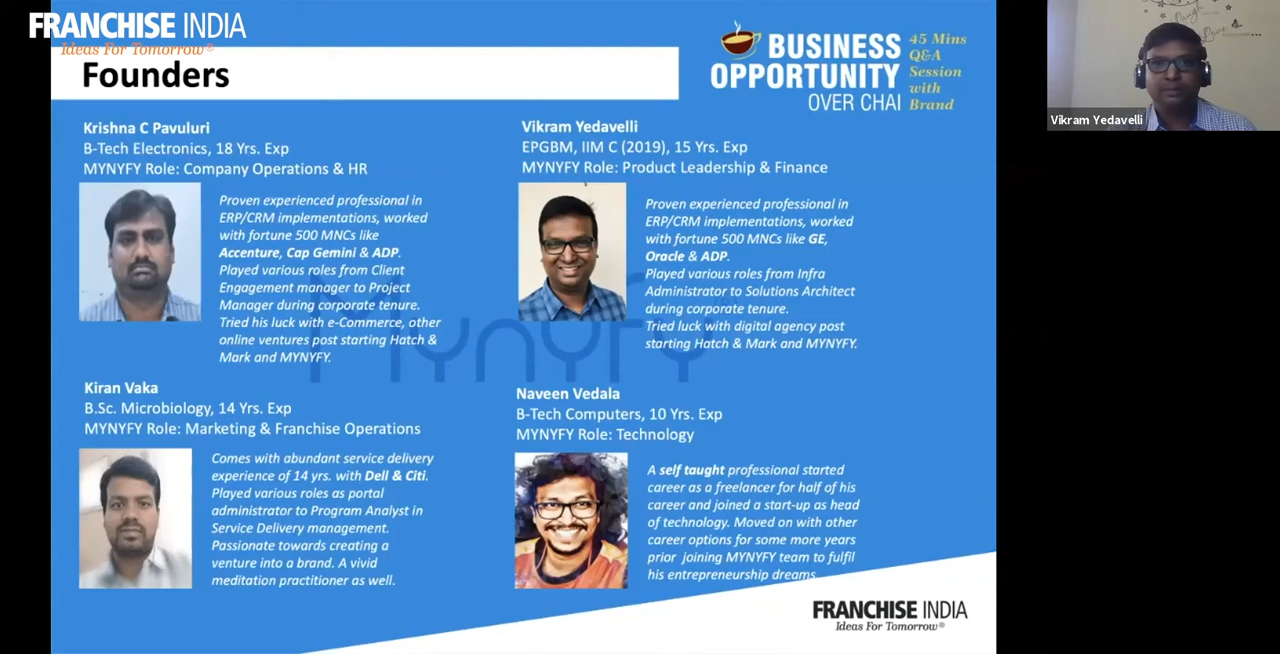 FRANCHISE INDIA
Ideas For Tomorrow®
Founders
BUSINESS
OPPORTUNITY
OVER CHAI
45 Mins
Q&A
Session
with
Brand
Vikram Yedavelli
Krishna C Pavuluri
B-Tech Electronics, 18 Yrs. Exp
MYNYFY Role: Company Operations & HR
Proven experienced professional in
ERP/CRM implementations, worked
with fortune 500 MNCs like
Accenture, Cap Gemini & ADP.
Played various roles from Client
Engagement manager to Project
Manager during corporate tenure.
Tried his luck with e-Commerce, other
online ventures post starting Hatch &
Mark and MYNYFY.
Vikram Yedavelli
EPGBM, IIM C (2019), 15 Yrs. Exp
MYNYFY Role: Product Leadership & Finance
Proven experienced professional in
ERP/CRM implementations, worked
with fortune 500 MNCs like GE,
Oracle & ADP.
Played various roles from Infra
Administrator to Solutions Architect
during corporate tenure.
Tried luck with digital agency post
starting Hatch & Mark and MYNYFY.
Mynyfy
Kiran Vaka
B.Sc. Microbiology, 14 Yrs. Exp
MYNYFY Role: Marketing & Franchise Operations
Comes with abundant service delivery
experience of 14 yrs. with Dell & Citi.
Played various roles as portal
administrator to Program Analyst in
Service Delivery management.
Passionate towards creating a
venture into a brand. A vivid
meditation practitioner as well.
Naveen Vedala
B-Tech Computers, 10 Yrs. Exp
MYNYFY Role: Technology
A self taught professional started
career as a freelancer for half of his
career and joined a start-up as head
of technology. Moved on with other
career options for some more years
prior joining MYNYFY team to fulfil
his entrepreneurship dreams
FRANCHISE INDIA
Ideas For Tomorrow®